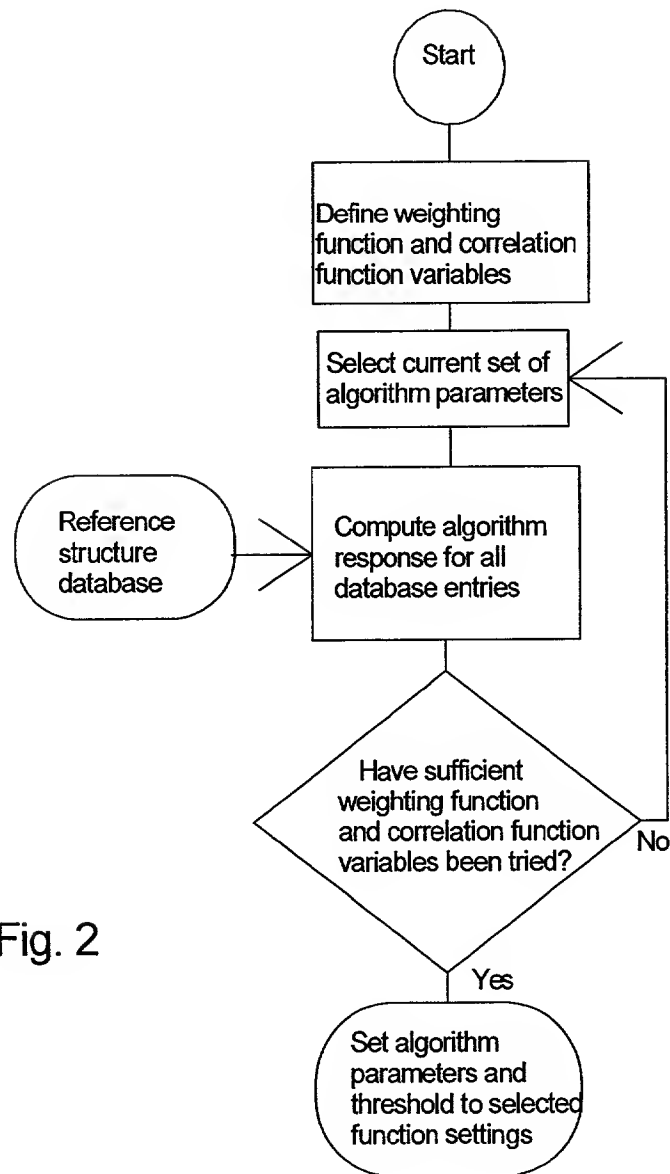 Start
Define weighting
function and correlation
function variables
Select current set of
algorithm parameters
Reference
structure
database
Compute algorithm
response for all
database entries
Have sufficient
weighting function
and correlation function
variables been tried?
No
Fig. 2
Yes
Set algorithm
parameters and
threshold to selected
function settings